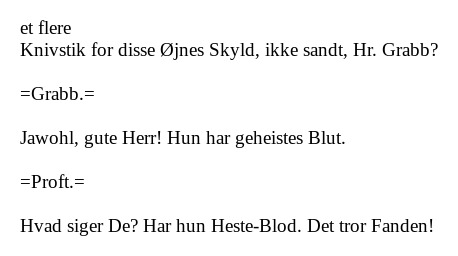 et flere
Knivstik for disse Øjnes Skyld, ikke sandt, Hr. Grabb?
=Grabb.=
Jawohl, gute Herr! Hun har geheistes Blut.
=Proft.=
Hvad siger De? Har hun Heste-Blod. Det tror Fanden!